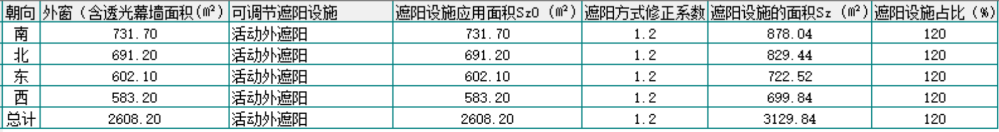 朝向 外窗（含透光幕墙面积(㎡) 可调节遮阳设施 遮阳设施应用面积Sz0（㎡） 遮阳方式修正系数 遮阳设施的面积Sz（㎡） 遮阳设施占比（%）
南 731.70 活动外遮阳 731.70 1.2 878.04 120
北 691.20 活动外遮阳 691.20 1.2 829.44 120
东 602.10 活动外遮阳 602.10 1.2 722.52 120
西 583.20 活动外遮阳 583.20 1.2 699.84 120
总计 2608.20 活动外遮阳 2608.20 1.2 3129.84 120